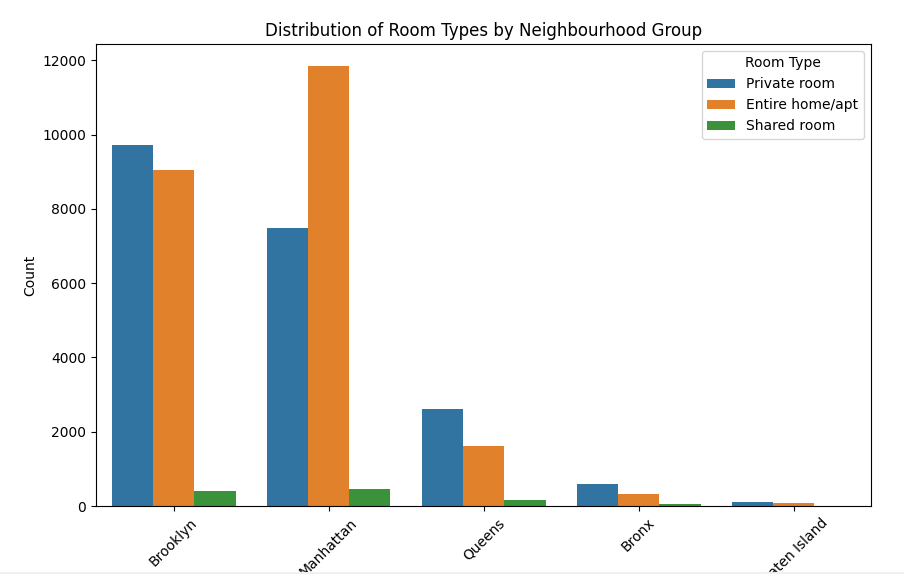 Distribution of Room Types by Neighbourhood Group
Room Type
Private room
Entire home/apt
Shared room
Count
12000
10000
8000
6000
4000
2000
0
Brooklyn
Manhattan
Queens
Bronx
Island